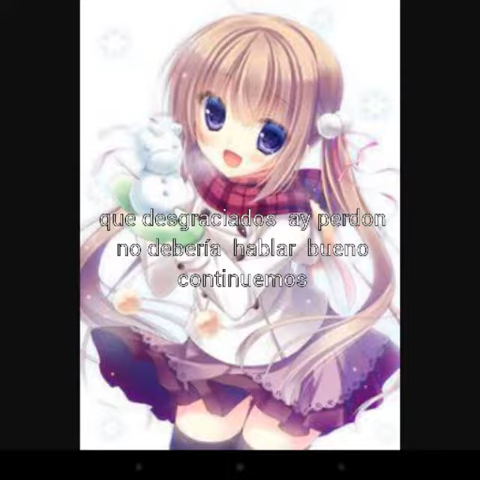 que desgraciados ay perdon
no debería hablar bueno
continuemos